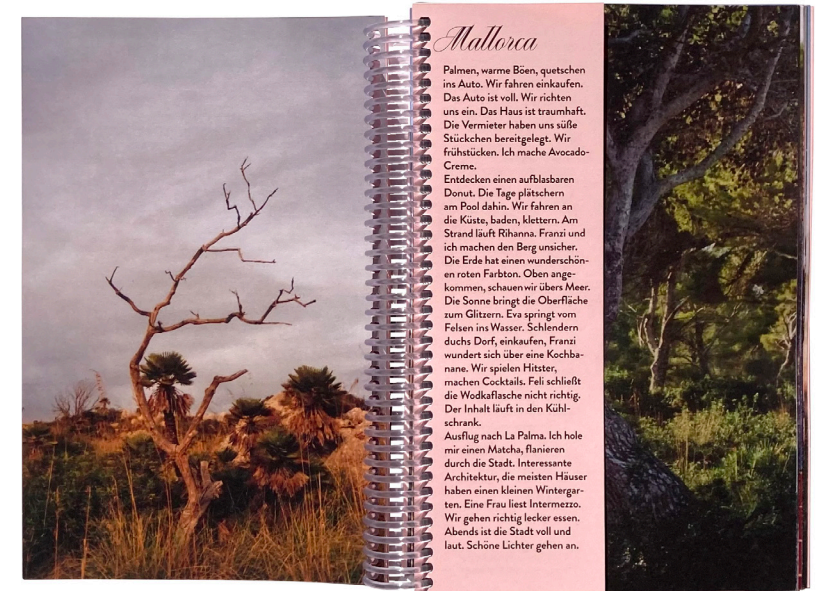 Mallorca
Palmen, warme Böen, quetschen
ins Auto. Wir fahren einkaufen.
Das Auto ist voll. Wir richten
uns ein. Das Haus ist traumhaft.
Die Vermieter haben uns süße
Stückchen bereitgelegt. Wir
frühstücken. Ich mache Avocado-
Creme.
Entdecken einen aufblasbaren
Donut. Die Tage plätschern
am Pool dahin. Wir fahren an
die Küste, baden, klettern. Am
Strand läuft Rihanna. Franzi und
ich machen den Berg unsicher.
Die Erde hat einen wunderschön-
en roten Farbton. Oben ange-
kommen, schauen wir übers Meer.
Die Sonne bringt die Oberfläche
zum Glitzern. Eva springt vom
Felsen ins Wasser. Schlendern
duchs Dorf, einkaufen, Franzi
wundert sich über eine Kochba-
nane. Wir spielen Hitster,
machen Cocktails. Feli schließt
die Wodkaflasche nicht richtig.
Der Inhalt läuft in den Kühl-
schrank.
Ausflug nach La Palma. Ich hole
mir einen Matcha, flanieren
durch die Stadt. Interessante
Architektur, die meisten Häuser
haben einen kleinen Wintergar-
ten. Eine Frau liest Intermezzo.
Wir gehen richtig lecker essen.
Abends ist die Stadt voll und
laut. Schöne Lichter gehen an.